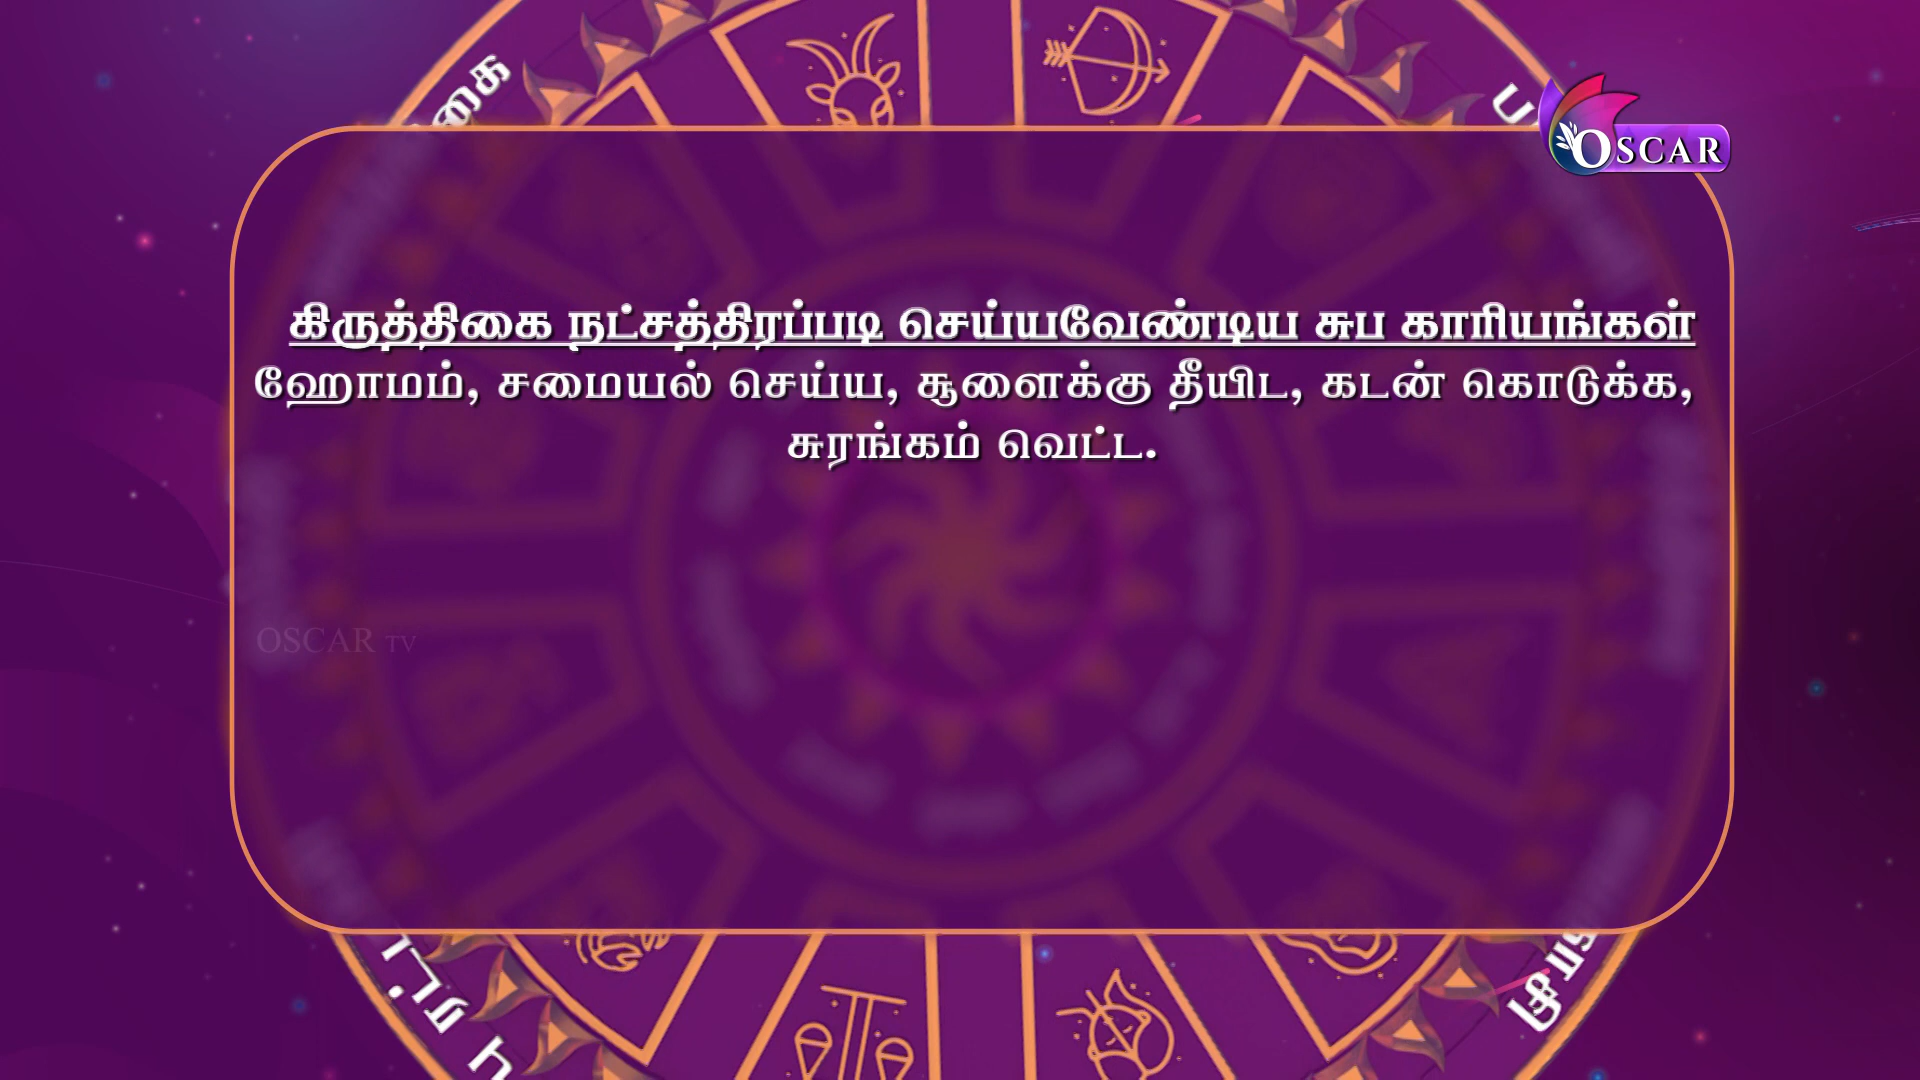 OSCAR
கிருத்திகை நட்சத்திரப்படி செய்யவேண்டிய சுப காரியங்கள்
ஹோமம், சமையல் செய்ய, சூளைக்கு தீயிட, கடன் கொடுக்க,
சுரங்கம் வெட்ட.
OSCAR TV